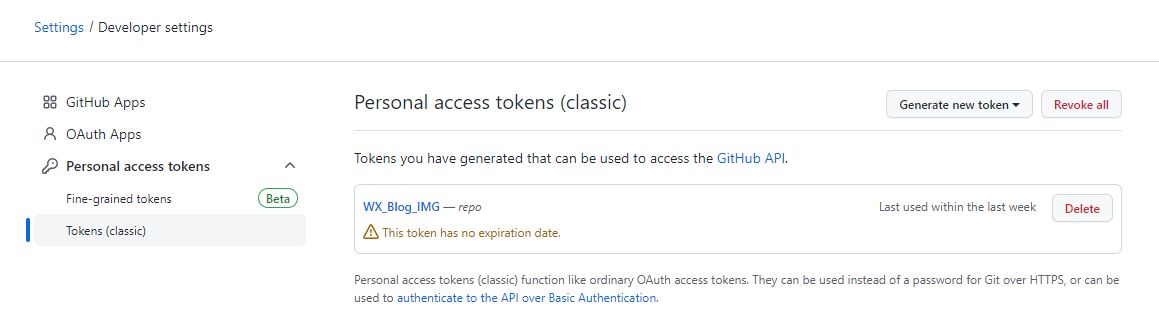 Settings / Developer settings
GitHub Apps
OAuth Apps
Personal access tokens
Fine-grained tokens Beta
Tokens (classic)
Personal access tokens (classic)
Generate new token
Revoke all
Tokens you have generated that can be used to access the GitHub API.
WX_Blog_IMG — repo
Last used within the last week
Delete
This token has no expiration date.
Personal access tokens (classic) function like ordinary OAuth access tokens. They can be used instead of a password for Git over HTTPS, or can be
used to authenticate to the API over Basic Authentication.